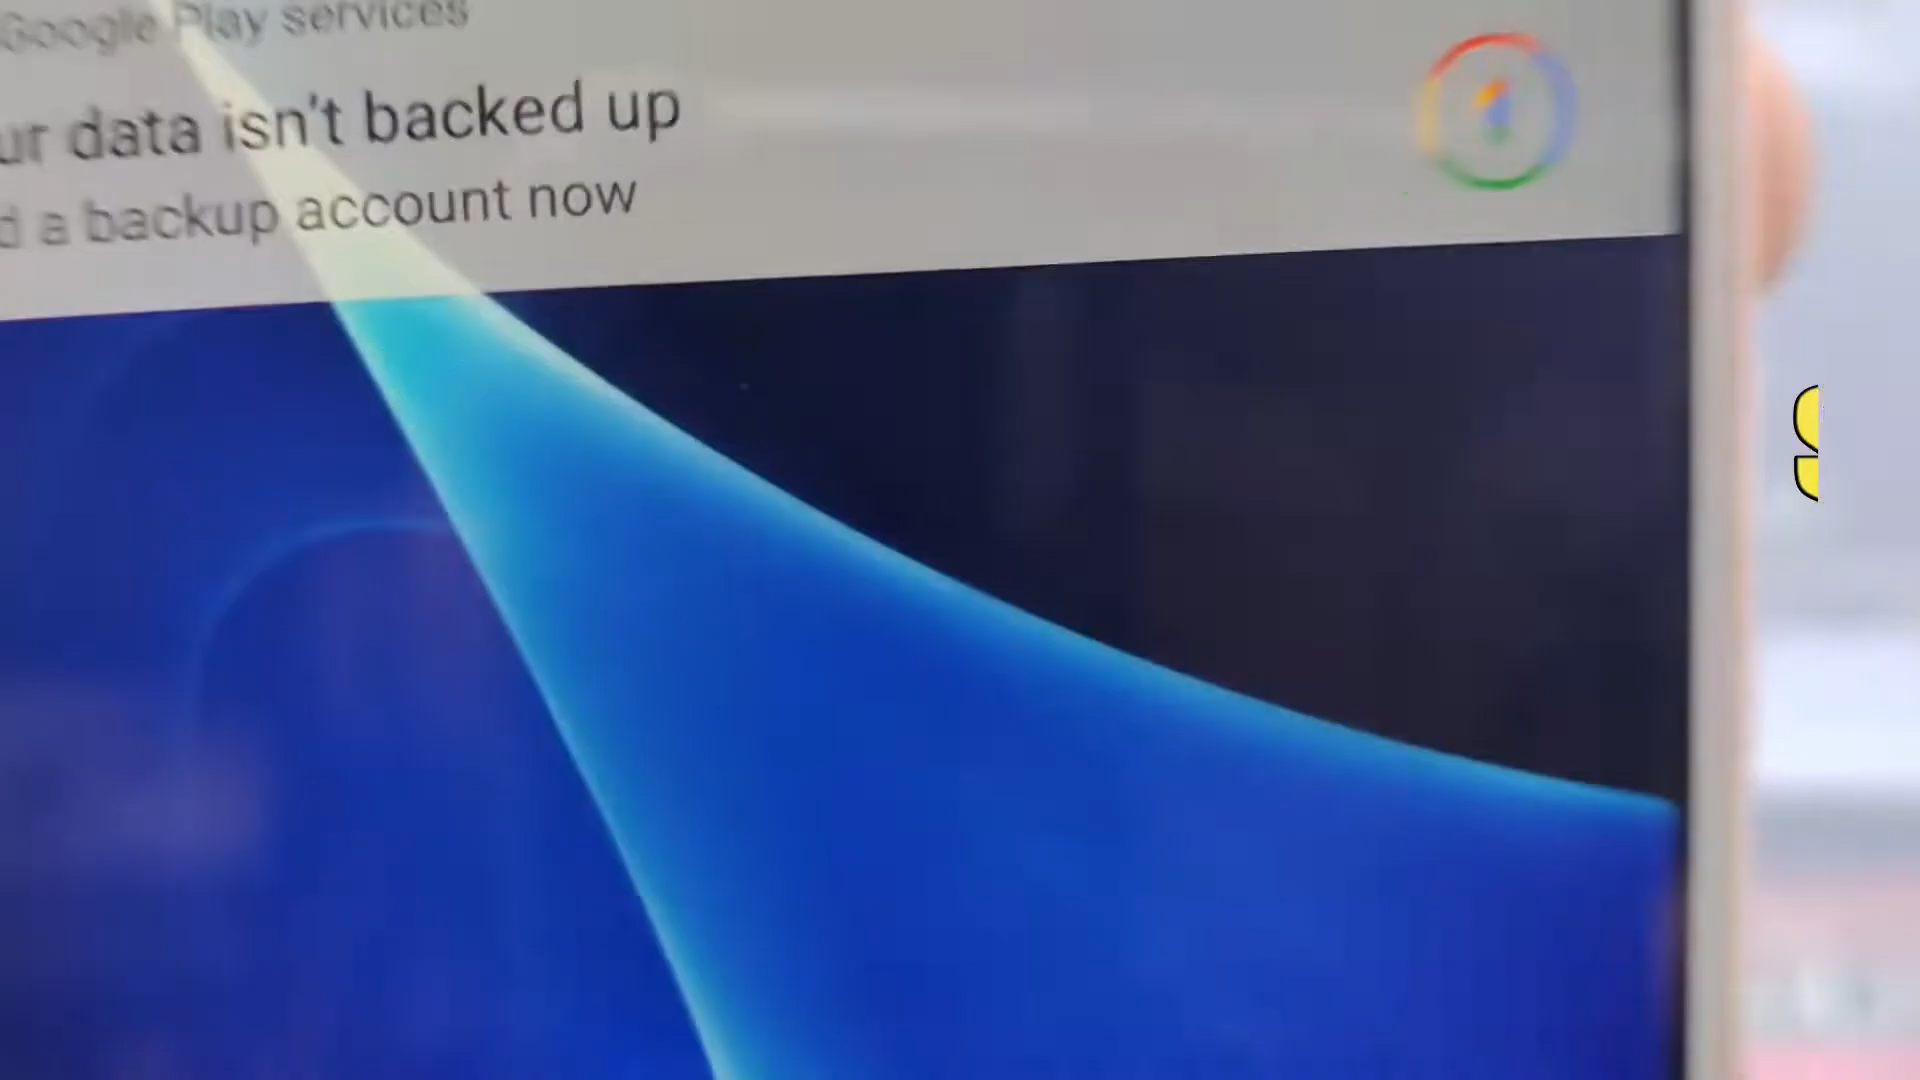 Google Play services
ur data isn't backed up
d a backup account now